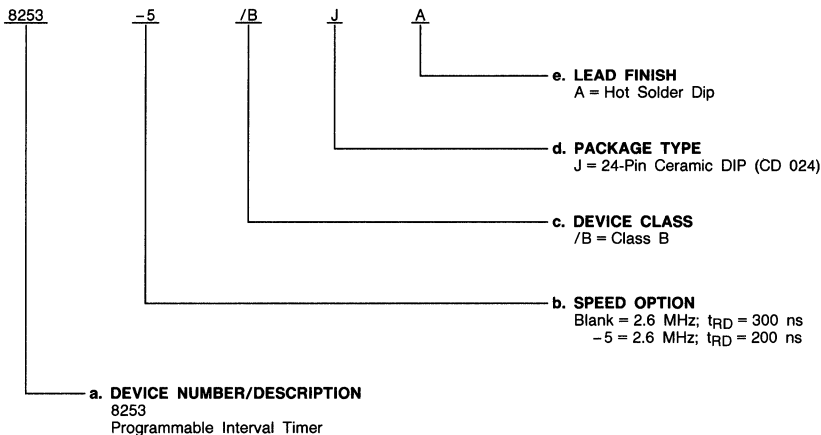 8253 -5 /B J A
e. LEAD FINISH
A = Hot Solder Dip
d. PACKAGE TYPE
J = 24-Pin Ceramic DIP (CD 024)
c. DEVICE CLASS
/B = Class B
b. SPEED OPTION
Blank = 2.6 MHz; tRD = 300 ns
-5 = 2.6 MHz; tRD = 200 ns
a. DEVICE NUMBER/DESCRIPTION
8253
Programmable Interval Timer